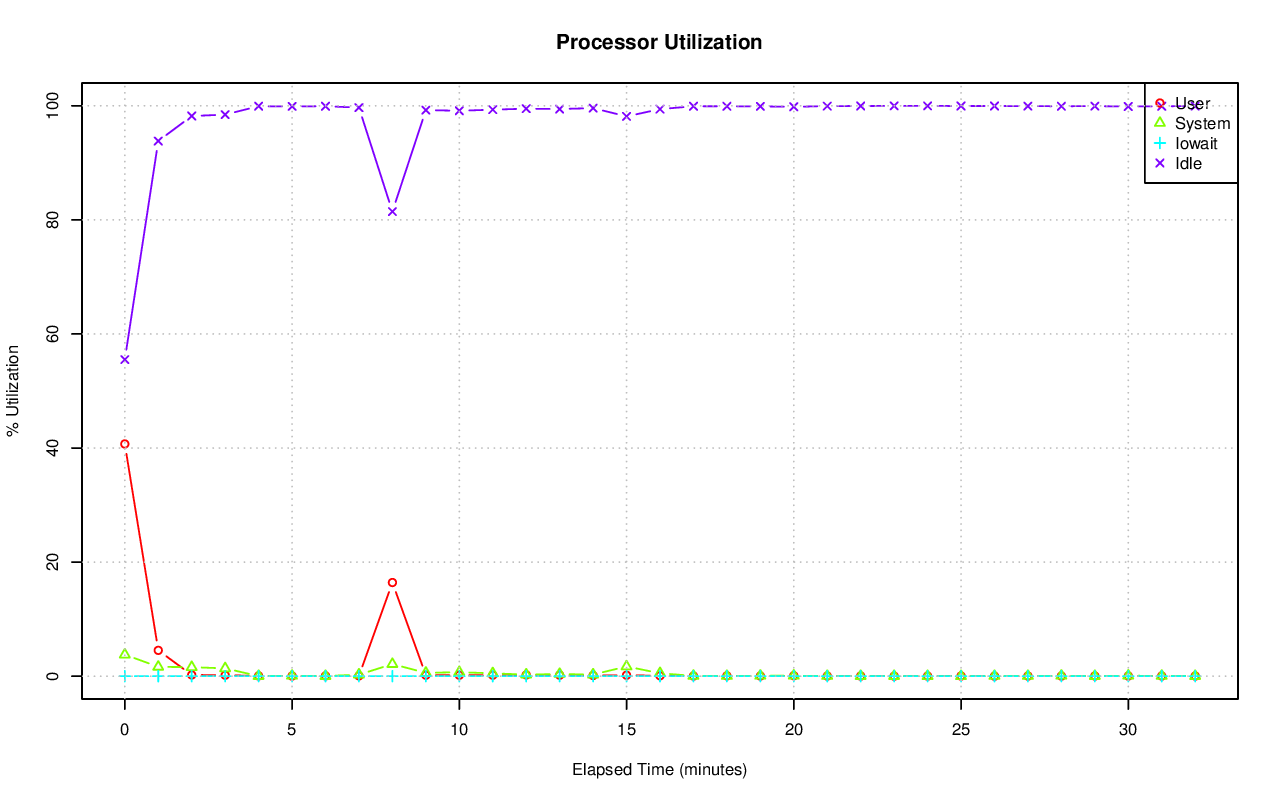 Processor Utilization
% Utilization
100
80
60
40
20
0
User
System
Iowait
Idle
0 5 10 15 20 25 30
Elapsed Time (minutes)